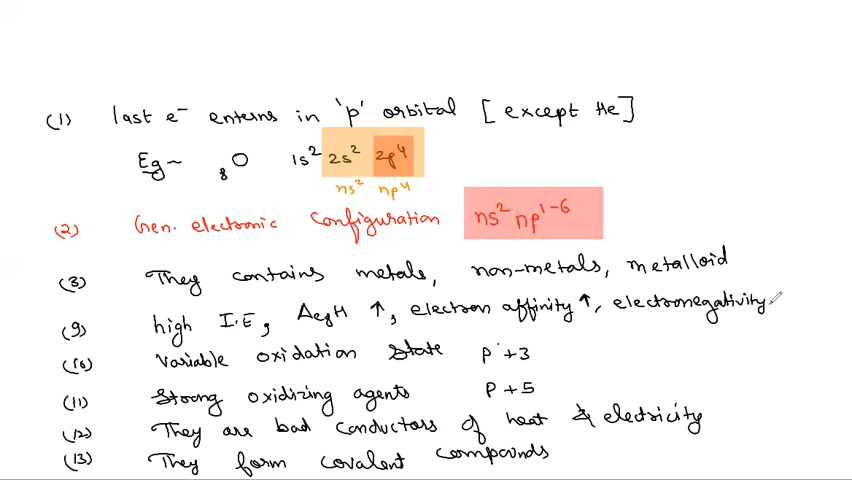 (1) last e⁻ enterns in 'p' orbital [except He]
Eg ~ ₈O 1s² 2s² 2p⁴
ns² np⁴
(2) Gen. electronic configuration ns² np¹⁻⁶
(3) They contains metals, non-metals, metalloid
(9) high I.E, ΔegH ↑, electron affinity ↑, electronegativity
(10) Variable oxidation state P +3
(11) Strong oxidizing agents P +5
(12) They are bad conductors of heat & electricity
(13) They form covalent compounds